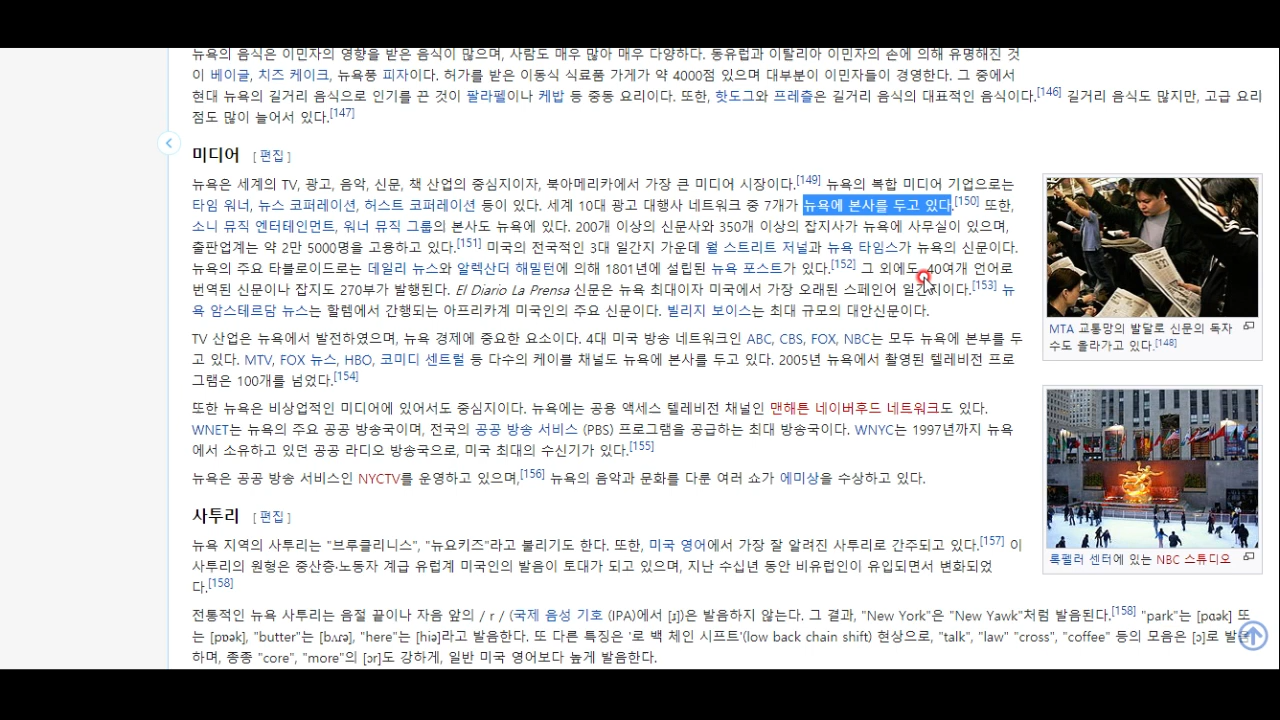 뉴욕의 음식은 이민자의 영향을 받은 음식이 많으며, 사람도 매우 많아 매우 다양하다. 동유럽과 이탈리아 이민자의 손에 의해 유명해진 것
이 베이글, 치즈 케이크, 뉴욕풍 피자이다. 허가를 받은 이동식 식료품 가게가 약 4000점 있으며 대부분이 이민자들이 경영한다. 그 중에서
현대 뉴욕의 길거리 음식으로 인기를 끈 것이 팔라펠이나 케밥 등 중동 요리이다. 또한, 핫도그와 프레즐은 길거리 음식의 대표적인 음식이다.[146] 길거리 음식도 많지만, 고급 요리
점도 많이 늘어서 있다.[147]
미디어 [편집]
뉴욕은 세계의 TV, 광고, 음악, 신문, 책 산업의 중심지이자, 북아메리카에서 가장 큰 미디어 시장이다.[149] 뉴욕의 복합 미디어 기업으로는
타임 워너, 뉴스 코퍼레이션, 허스트 코퍼레이션 등이 있다. 세계 10대 광고 대행사 네트워크 중 7개가 뉴욕에 본사를 두고 있다.[150] 또한,
소니 뮤직 엔터테인먼트, 워너 뮤직 그룹의 본사도 뉴욕에 있다. 200개 이상의 신문사와 350개 이상의 잡지사가 뉴욕에 사무실이 있으며,
출판업계는 약 2만 5000명을 고용하고 있다.[151] 미국의 전국적인 3대 일간지 가운데 월 스트리트 저널과 뉴욕 타임스가 뉴욕의 신문이다.
뉴욕의 주요 타블로이드로는 데일리 뉴스와 알렉산더 해밀턴에 의해 1801년에 설립된 뉴욕 포스트가 있다.[152] 그 외에도 40여개 언어로
번역된 신문이나 잡지도 270부가 발행된다. El Diario La Prensa 신문은 뉴욕 최대이자 미국에서 가장 오래된 스페인어 일간지이다.[153] 뉴
욕 암스테르담 뉴스는 할렘에서 간행되는 아프리카계 미국인의 주요 신문이다. 빌리지 보이스는 최대 규모의 대안신문이다.
MTA 교통망의 발달로 신문의 독자
수도 올라가고 있다.[148]
TV 산업은 뉴욕에서 발전하였으며, 뉴욕 경제에 중요한 요소이다. 4대 미국 방송 네트워크인 ABC, CBS, FOX, NBC는 모두 뉴욕에 본부를 두
고 있다. MTV, FOX 뉴스, HBO, 코미디 센트럴 등 다수의 케이블 채널도 뉴욕에 본사를 두고 있다. 2005년 뉴욕에서 촬영된 텔레비전 프로
그램은 100개를 넘었다.[154]
또한 뉴욕은 비상업적인 미디어에 있어서도 중심지이다. 뉴욕에는 공용 액세스 텔레비전 채널인 맨해튼 네이버후드 네트워크도 있다.
WNET는 뉴욕의 주요 공공 방송국이며, 전국의 공공 방송 서비스 (PBS) 프로그램을 공급하는 최대 방송국이다. WNYC는 1997년까지 뉴욕
에서 소유하고 있던 공공 라디오 방송국으로, 미국 최대의 수신기가 있다.[155]
뉴욕은 공공 방송 서비스인 NYCTV를 운영하고 있으며,[156] 뉴욕의 음악과 문화를 다룬 여러 쇼가 에미상을 수상하고 있다.
록펠러 센터에 있는 NBC 스튜디오
사투리 [편집]
뉴욕 지역의 사투리는 "브루클리니스", "뉴요키즈"라고 불리기도 한다. 또한, 미국 영어에서 가장 잘 알려진 사투리로 간주되고 있다.[157] 이
사투리의 원형은 중산층·노동자 계급 유럽계 미국인의 발음이 토대가 되고 있으며, 지난 수십년 동안 비유럽인이 유입되면서 변화되었
다.[158]
전통적인 뉴욕 사투리는 음절 끝이나 자음 앞의 / r / (국제 음성 기호 (IPA)에서 [ɹ])은 발음하지 않는다. 그 결과, "New York"은 "New Yawk"처럼 발음된다.[158] "park"는 [pɑək] 또
는 [pɒək], "butter"는 [bʌɾə], "here"는 [hiə]라고 발음한다. 또 다른 특징은 '로 백 체인 시프트'(low back chain shift) 현상으로, "talk", "law" "cross", "coffee" 등의 모음은 [ɔ]로 발음
하며, 종종 "core", "more"의 [ɔr]도 강하게, 일반 미국 영어보다 높게 발음한다.